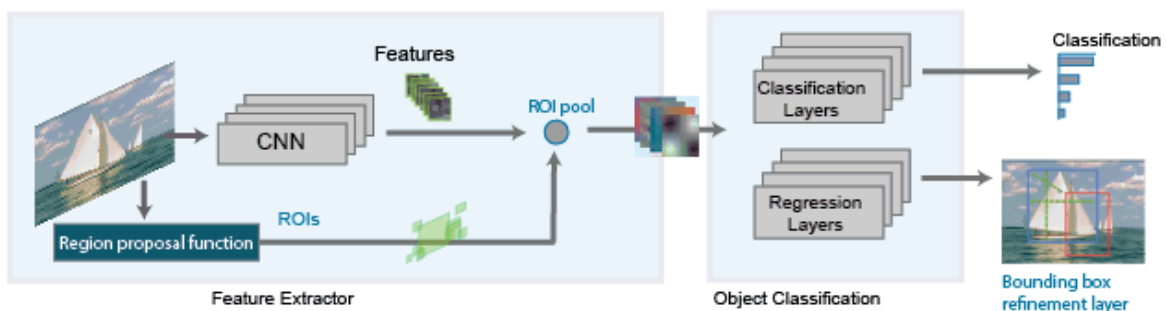 Features
Classification
ROI pool
CNN
Classification
Layers
ROIs
Region proposal function
Regression
Layers
Feature Extractor
Object Classification
Bounding box
refinement layer